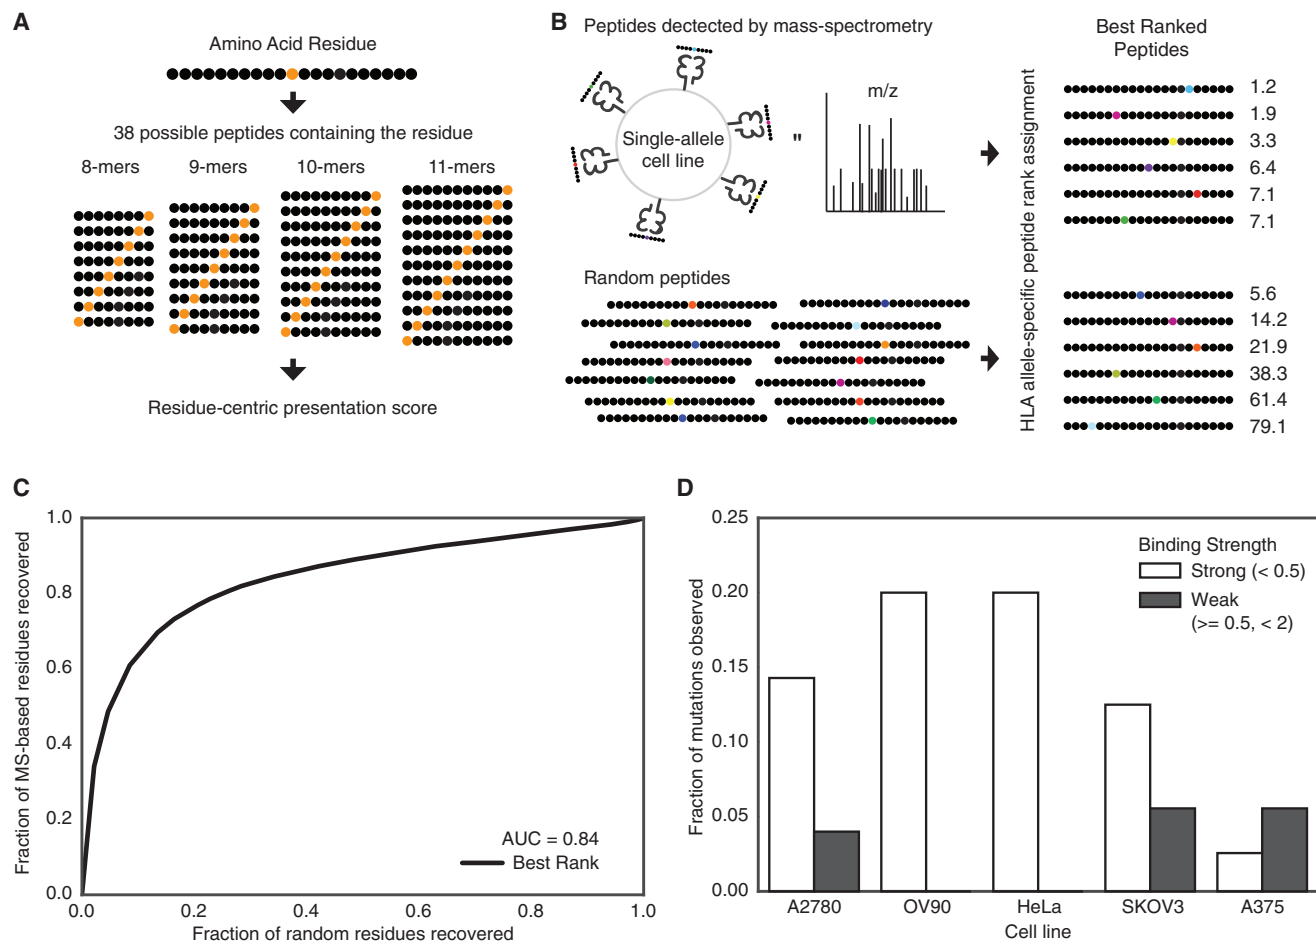 A
Amino Acid Residue
38 possible peptides containing the residue
8-mers
9-mers
10-mers
11-mers
Residue-centric presentation score
B
Peptides dectected by mass-spectrometry
Single-allele
cell line
"
m/z
Random peptides
HLA allele-specific peptide rank assignment
Best Ranked
Peptides
1.2
1.9
3.3
6.4
7.1
7.1
5.6
14.2
21.9
38.3
61.4
79.1
C
Fraction of MS-based residues recovered
1.0
0.8
0.6
0.4
0.2
0.0
AUC = 0.84
Best Rank
0.0
0.2
0.4
0.6
0.8
1.0
Fraction of random residues recovered
D
Fraction of mutations observed
0.25
0.20
0.15
0.10
0.05
0.00
Binding Strength
Strong (< 0.5)
Weak
(>= 0.5, < 2)
A2780
OV90
HeLa
SKOV3
A375
Cell line